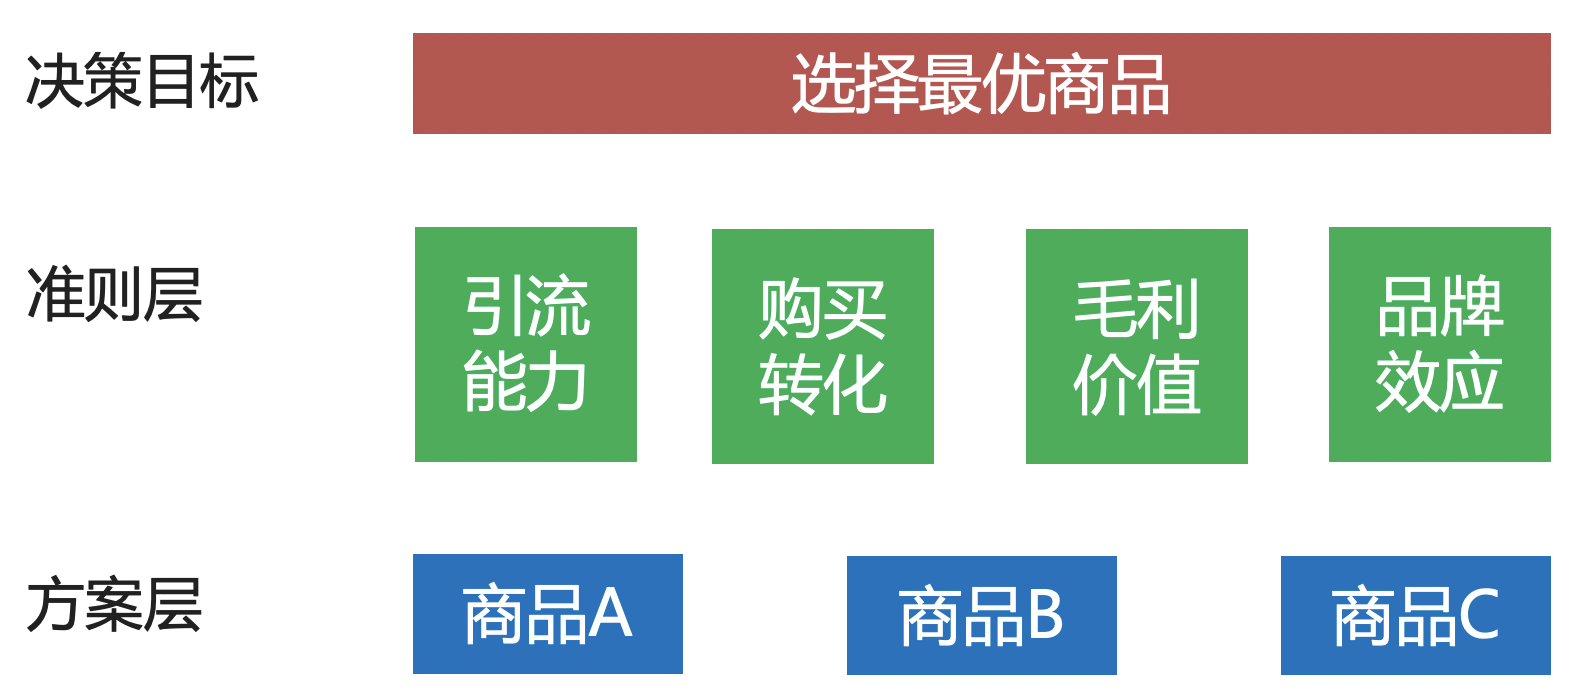 决策目标
选择最优商品
准则层
引流
能力
购买
转化
毛利
价值
品牌
效应
方案层
商品A
商品B
商品C